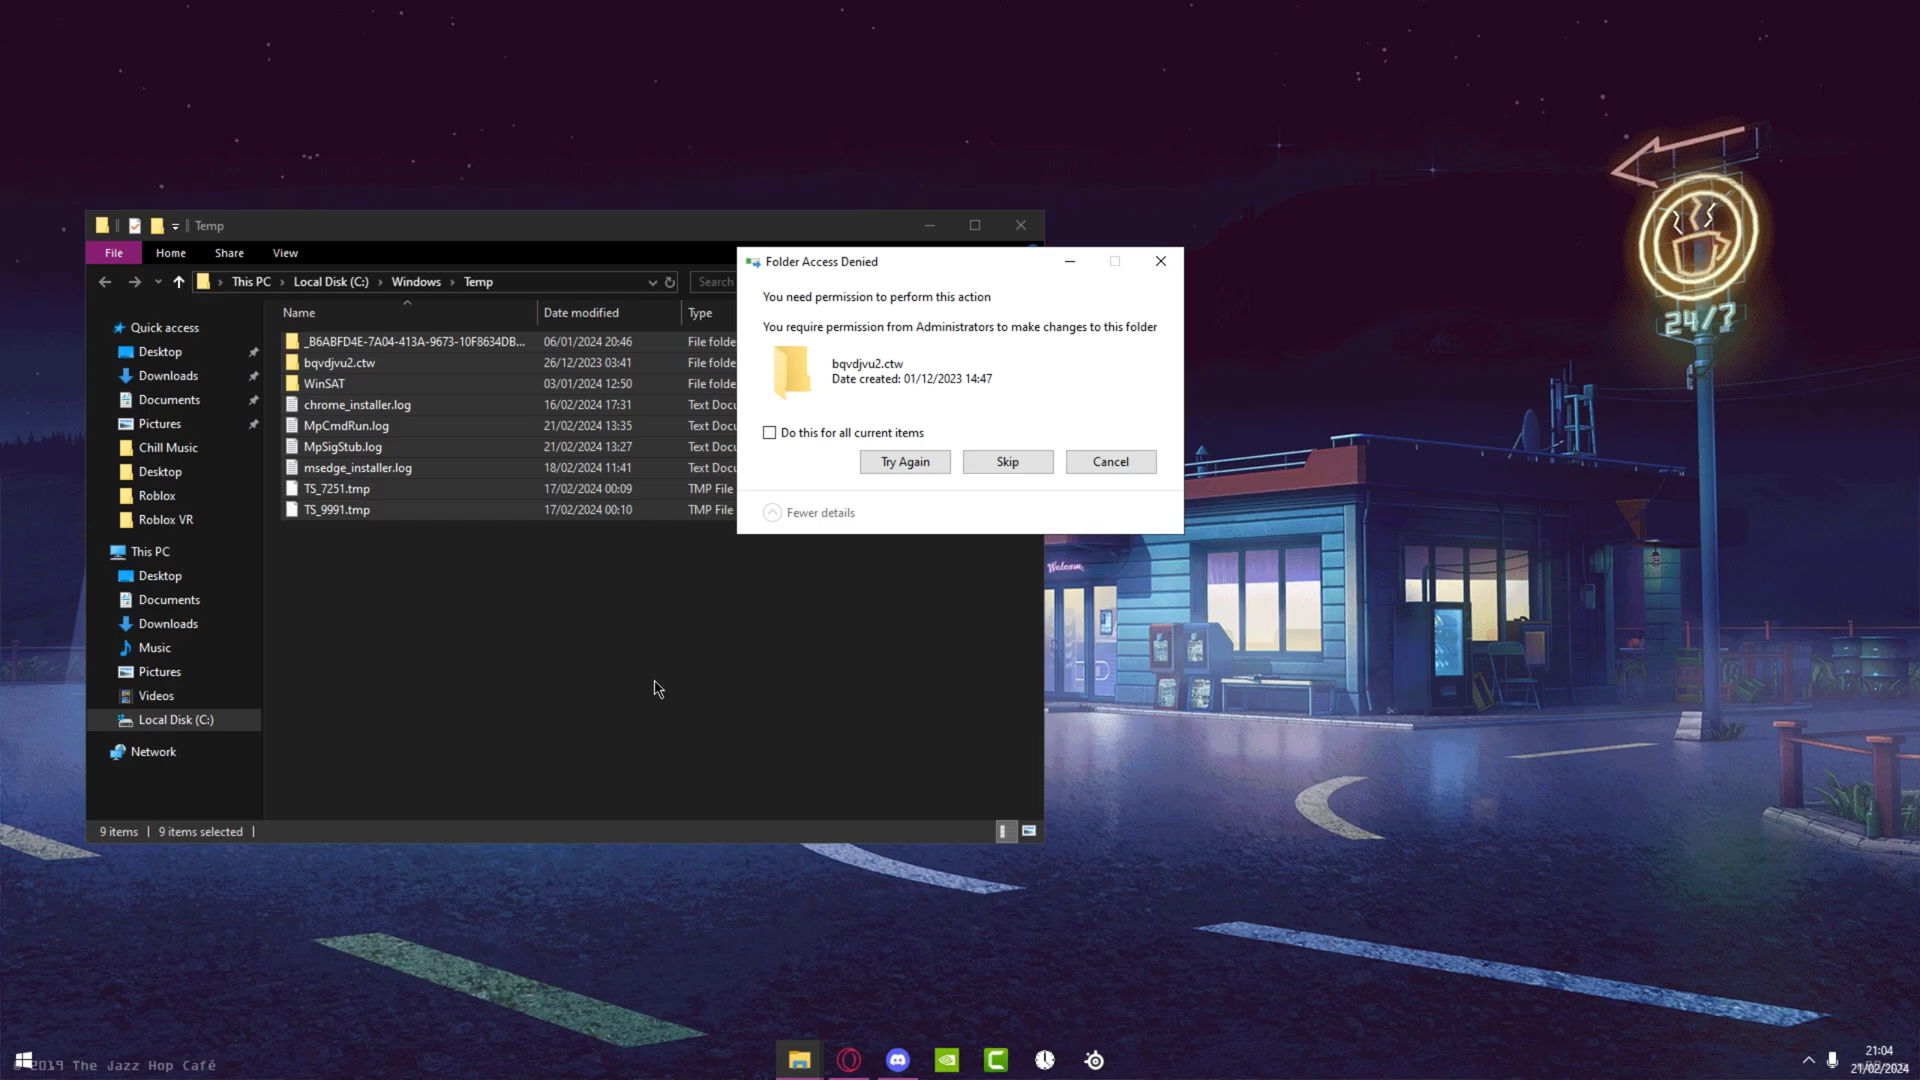 Temp
File Home Share View
This PC Local Disk (C:) Windows Temp Search
Name Date modified Type
_B6ABFD4E-7A04-413A-9673-10F8634DB... 06/01/2024 20:46 File folde
bqvdjvu2.ctw 26/12/2023 03:41 File folde
WinSAT 03/01/2024 12:50 File folde
chrome_installer.log 16/02/2024 17:31 Text Docu
MpCmdRun.log 21/02/2024 13:35 Text Docu
MpSigStub.log 21/02/2024 13:27 Text Docu
msedge_installer.log 18/02/2024 11:41 Text Docu
TS_7251.tmp 17/02/2024 00:09 TMP File
TS_9991.tmp 17/02/2024 00:10 TMP File
Quick access
Desktop
Downloads
Documents
Pictures
Chill Music
Desktop
Roblox
Roblox VR
This PC
Desktop
Documents
Downloads
Music
Pictures
Videos
Local Disk (C:)
Network
9 items 9 items selected
Folder Access Denied
You need permission to perform this action
You require permission from Administrators to make changes to this folder
bqvdjvu2.ctw
Date created: 01/12/2023 14:47
Do this for all current items
Try Again Skip Cancel
Fewer details
24/7
Welcome
2019 The Jazz Hop Café
21:04
21/02/2024